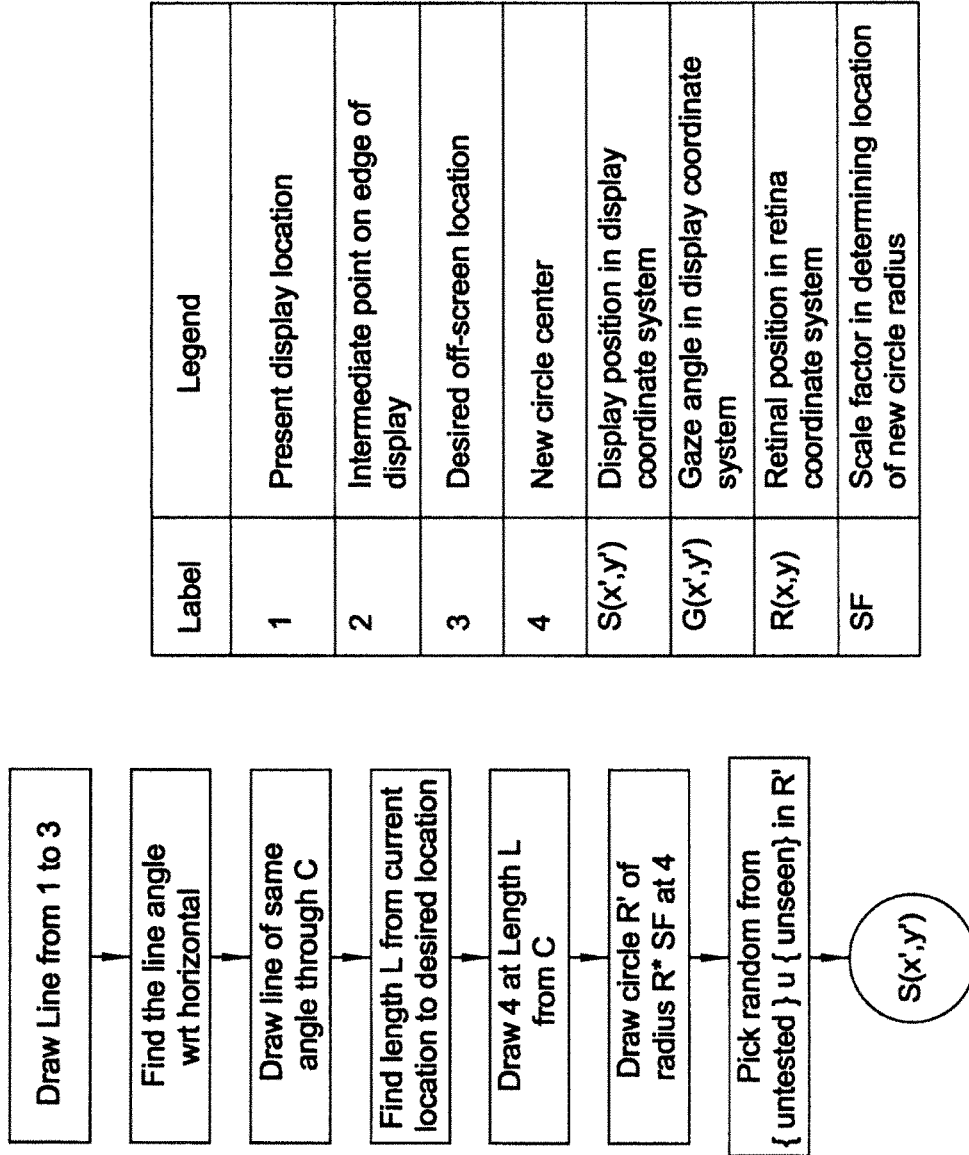 Draw Line from 1 to 3
Find the line angle
wrt horizontal
Draw line of same
angle through C
Find length L from current
location to desired location
Draw 4 at Length L
from C
Draw circle R' of
radius R* SF at 4
Pick random from
{ untested } u { unseen} in R'
S(x',y')
Label Legend
1 Present display location
2 Intermediate point on edge of
display
3 Desired off-screen location
4 New circle center
S(x',y') Display position in display
coordinate system
G(x',y') Gaze angle in display coordinate
system
R(x,y) Retinal position in retina
coordinate system
SF Scale factor in determining location
of new circle radius